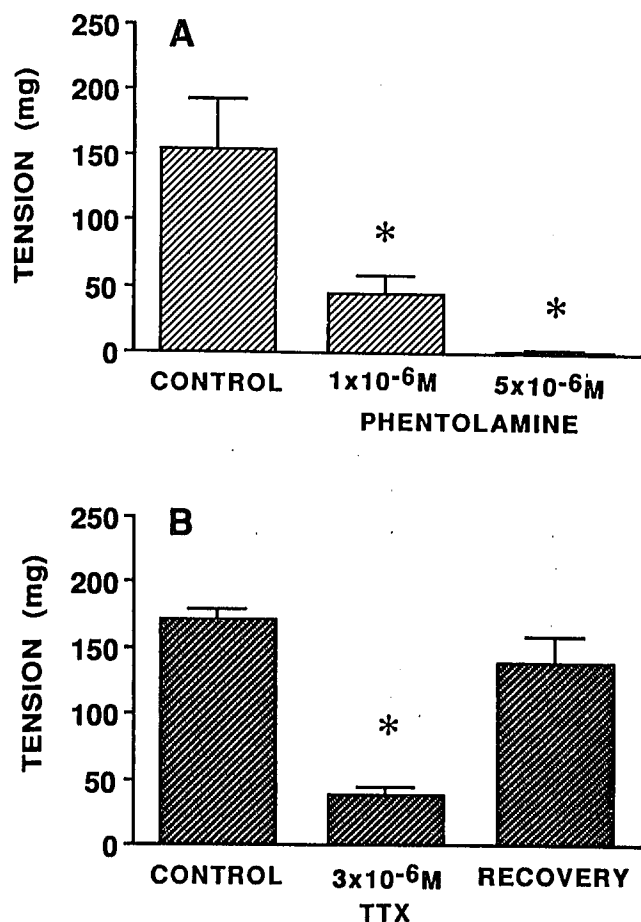 A
TENSION (mg)
250
200
150
100
50
0
*
*
CONTROL 1x10-6M 5x10-6M
PHENTOLAMINE
B
TENSION (mg)
250
200
150
100
50
0
*
CONTROL 3x10-6M RECOVERY
TTX